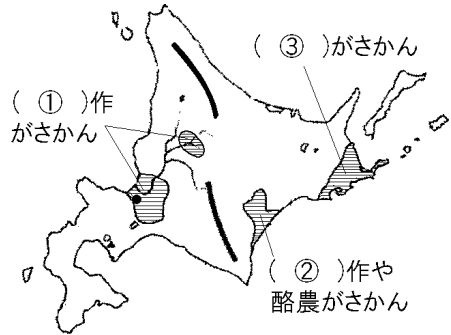 ( ③ )がさかん
( ① )作
がさかん
( ② )作や
酪農がさかん